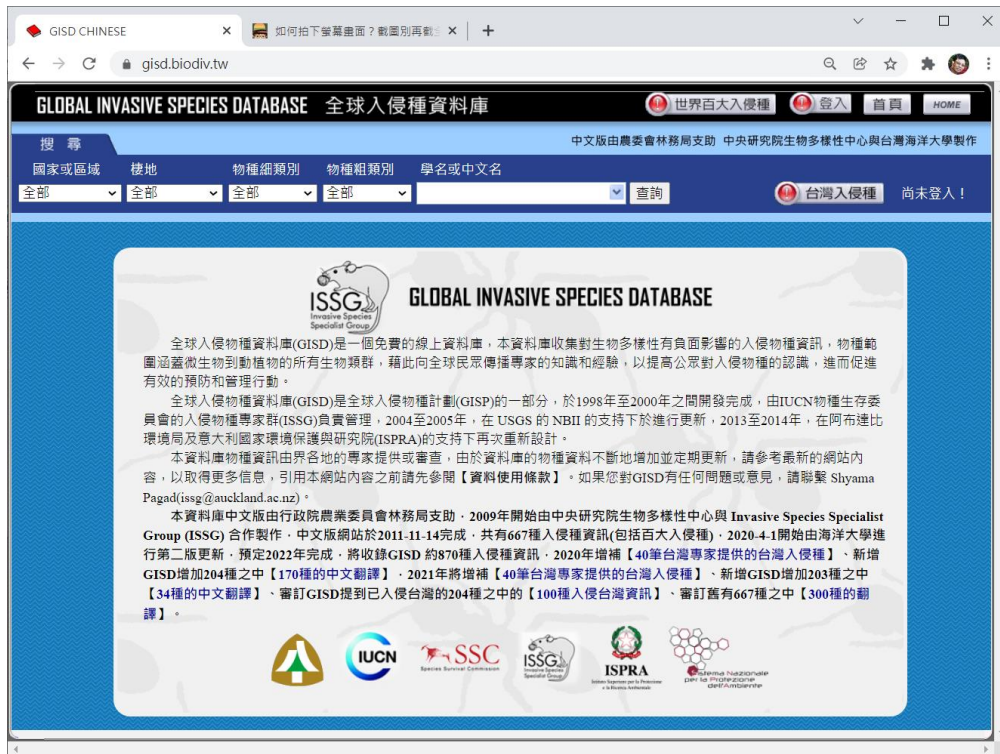 GISD CHINESE
如何拍下螢幕畫面？截圖別再截
gisd.biodiv.tw
GLOBAL INVASIVE SPECIES DATABASE 全球入侵種資料庫
世界百大入侵種 登入 首頁 HOME
搜 尋
中文版由農委會林務局支助 中央研究院生物多樣性中心與台灣海洋大學製作
國家或區域 棲地 物種細類別 物種粗類別 學名或中文名
全部 全部 全部 全部 查詢 台灣入侵種 尚未登入！
ISSG
Invasive Species
Specialist Group
GLOBAL INVASIVE SPECIES DATABASE
全球入侵物種資料庫(GISD)是一個免費的線上資料庫，本資料庫收集對生物多樣性有負面影響的入侵物種資訊，物種範
圍涵蓋微生物到動植物的所有生物類群，藉此向全球民眾傳播專家的知識和經驗，以提高公眾對入侵物種的認識，進而促進
有效的預防和管理行動。
全球入侵物種資料庫(GISD)是全球入侵物種計劃(GISP)的一部分，於1998年至2000年之間開發完成，由IUCN物種生存委
員會的入侵物種專家群(ISSG)負責管理，2004至2005年，在 USGS 的 NBII 的支持下於進行更新，2013至2014年，在阿布達比
環境局及意大利國家環境保護與研究院(ISPRA)的支持下再次重新設計。
本資料庫物種資訊由界各地的專家提供或審查，由於資料庫的物種資料不斷地增加並定期更新，請參考最新的網站內
容，以取得更多信息，引用本網站內容之前請先參閱【資料使用條款】。如果您對GISD有任何問題或意見，請聯繫 Shyama
Pagad(issg@auckland.ac.nz)。
本資料庫中文版由行政院農業委員會林務局支助，2009年開始由中央研究院生物多樣性中心與 Invasive Species Specialist
Group (ISSG) 合作製作，中文版網站於2011-11-14完成，共有667種入侵種資訊(包括百大入侵種)，2020-4-1開始由海洋大學進
行第二版更新，預定2022年完成，將收錄GISD 約870種入侵種資訊，2020年增補【40筆台灣專家提供的台灣入侵種】、新增
GISD增加204種之中【170種的中文翻譯】，2021年將增補【40筆台灣專家提供的台灣入侵種】、新增GISD增加203種之中
【34種的中文翻譯】、審訂GISD提到已入侵台灣的204種之中的【100種入侵台灣資訊】、審訂舊有667種之中【300種的翻
譯】。
IUCN
SSC
Species Survival Commission
ISSG
Invasive Species
Specialist Group
ISPRA
Istituto Superiore per la Protezione
e la Ricerca Ambientale
Sistema Nazionale
per la Protezione
dell'Ambiente